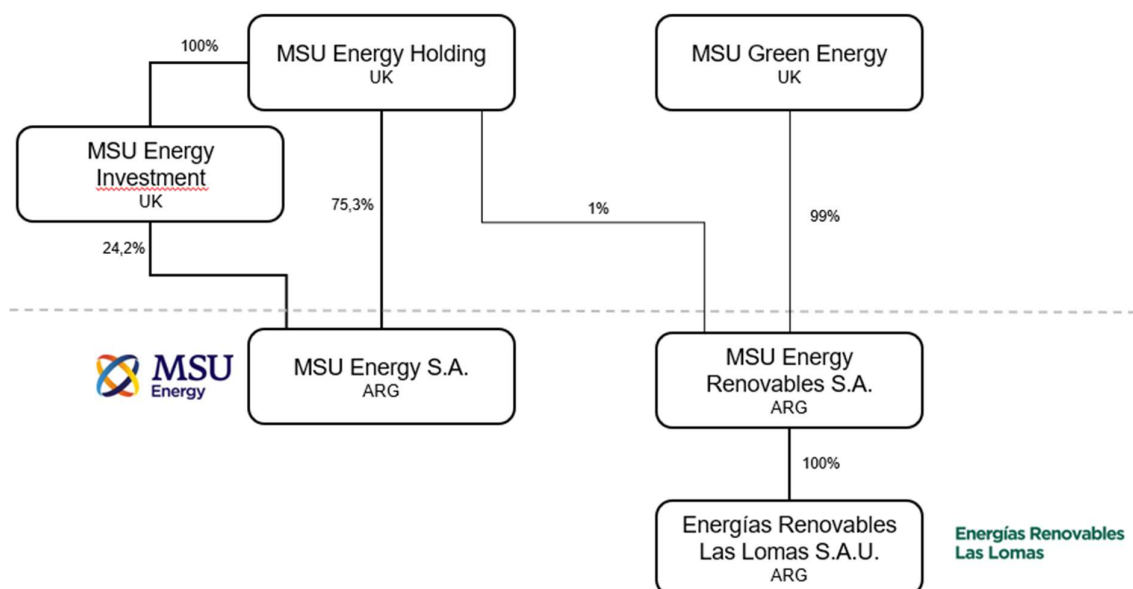 100%
MSU Energy Holding
UK
MSU Green Energy
UK
MSU Energy
Investment
UK
75,3%
1%
99%
24,2%
MSU
Energy
MSU Energy S.A.
ARG
MSU Energy
Renovables S.A.
ARG
100%
Energías Renovables
Las Lomas S.A.U.
ARG
Energías Renovables
Las Lomas